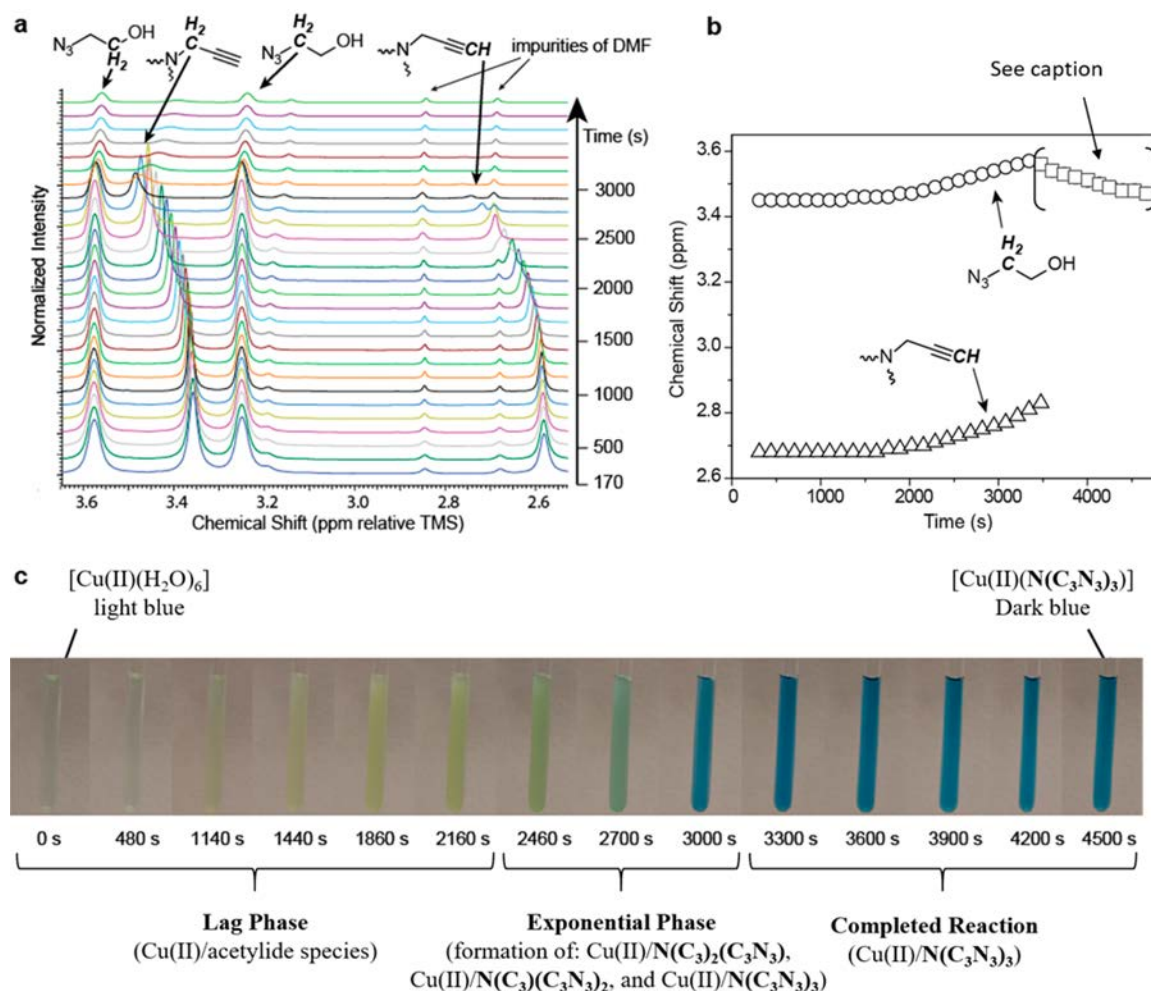 a
N₃ OH
H₂
C
H₂
N
H₂
C
N₃ OH
N CH
impurities of DMF
Time (s)
3000
2500
2000
1500
1000
500
170
Normalized Intensity
3.6 3.4 3.2 3.0 2.8 2.6
Chemical Shift (ppm relative TMS)
b
See caption
3.6
3.4
3.2
3.0
2.8
2.6
Chemical Shift (ppm)
H₂
C
N₃ OH
N CH
1000 2000 3000 4000
Time (s)
c
[Cu(II)(H₂O)₆]
light blue
[Cu(II)(N(C₃N₃)₃)]
Dark blue
0 s 480 s 1140 s 1440 s 1860 s 2160 s 2460 s 2700 s 3000 s 3300 s 3600 s 3900 s 4200 s 4500 s
Lag Phase
(Cu(II)/acetylide species)
Exponential Phase
(formation of: Cu(II)/N(C₃)₂(C₃N₃),
Cu(II)/N(C₃)(C₃N₃)₂, and Cu(II)/N(C₃N₃)₃)
Completed Reaction
(Cu(II)/N(C₃N₃)₃)